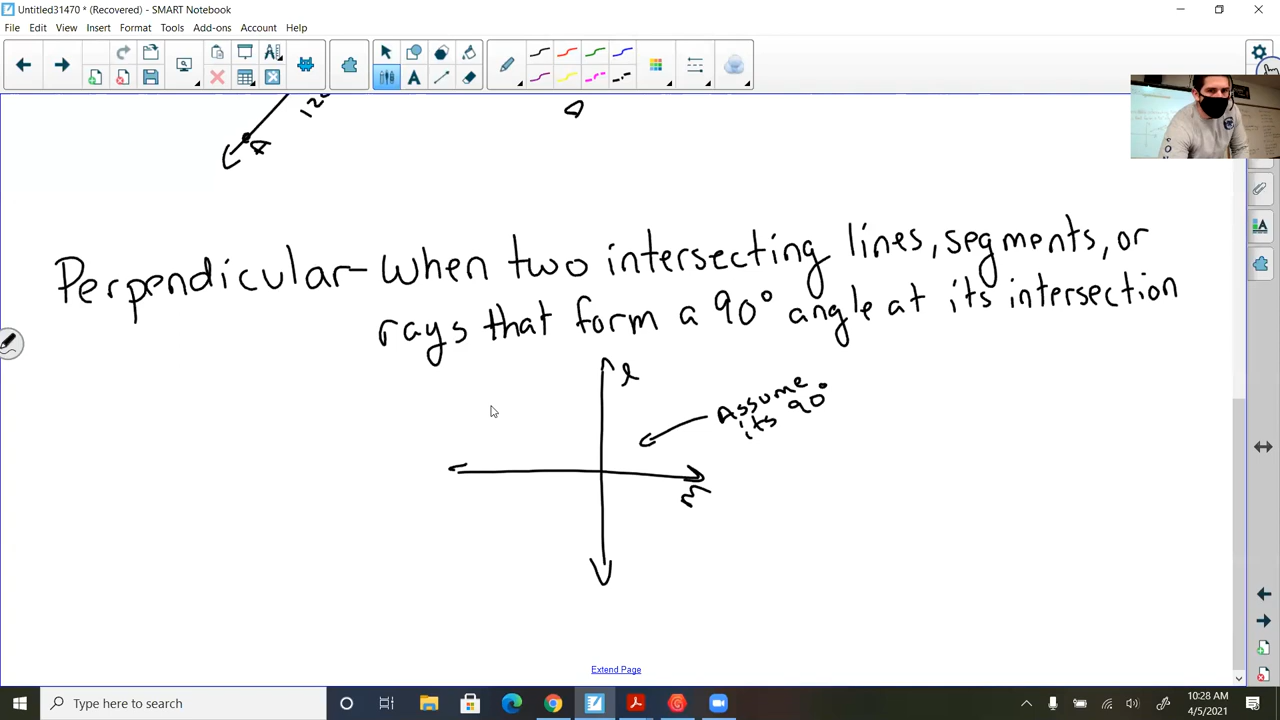 Untitled31470 * (Recovered) - SMART Notebook
File Edit View Insert Format Tools Add-ons Account Help
A
Perpendicular- when two intersecting lines, segments, or
rays that form a 90° angle at its intersection
l
Assume
its 90°
m
Extend Page
Type here to search
10:28 AM
4/5/2021